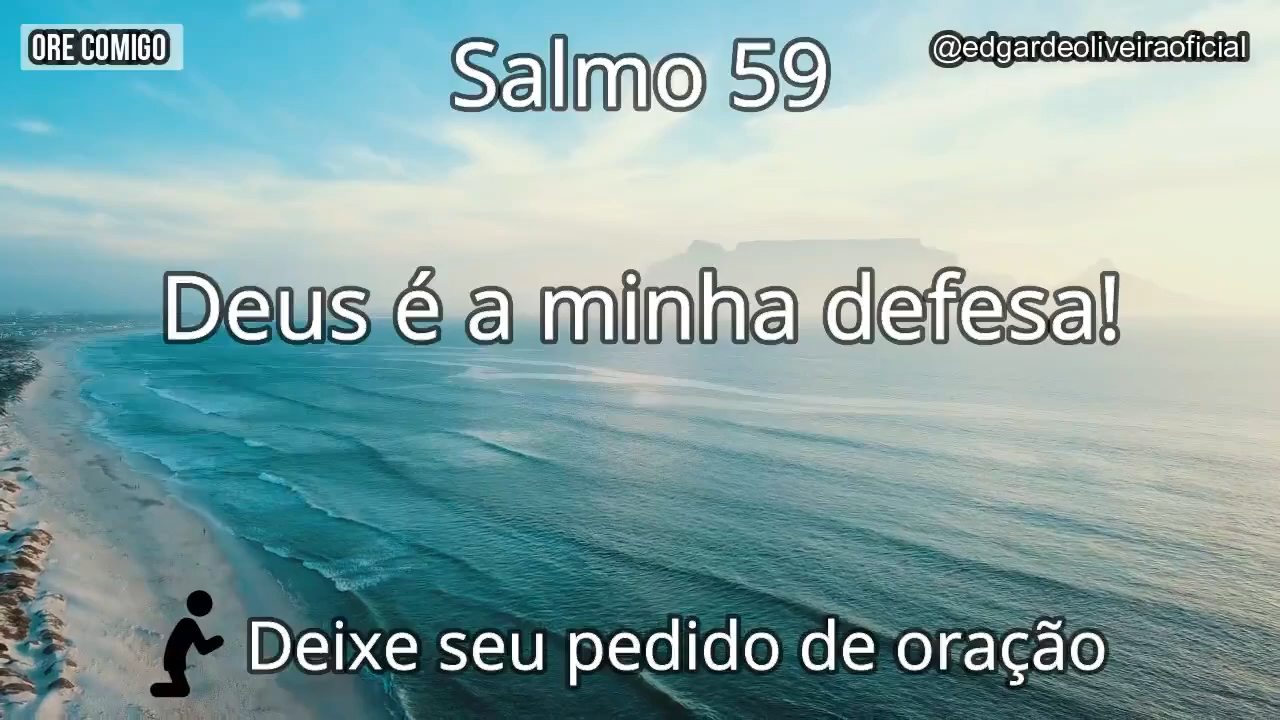 ORE COMIGO
Salmo 59
@edgardeoliveiraoficial
Deus é a minha defesa!
Deixe seu pedido de oração